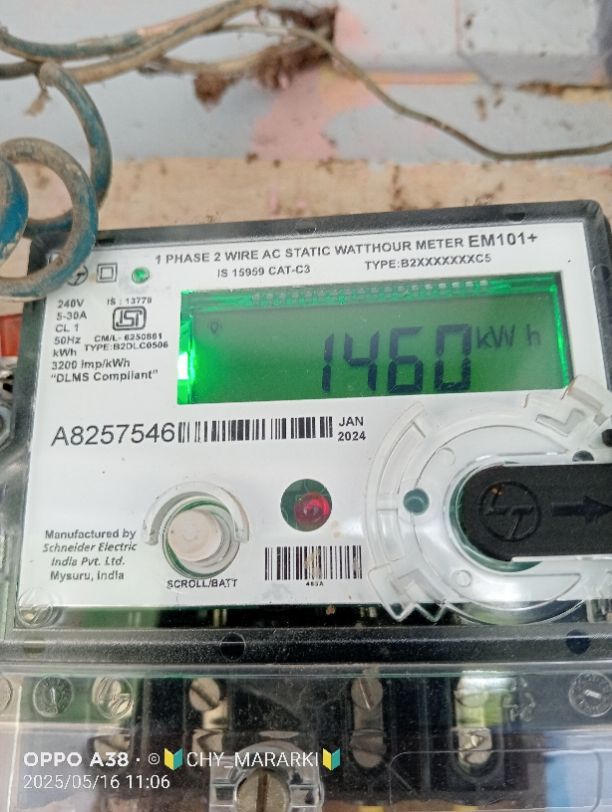 1 PHASE 2 WIRE AC STATIC WATTHOUR METER EM101+
IS 15959 CAT-C3 TYPE:B2XXXXXXXC5
240V
5-30A
CL 1
50Hz
kWh
3200 imp/kWh
"DLMS Compliant"
IS : 13779
ISI
CM/L- 6250861
TYPE:B2DLC0506
1460 kWh
A8257546
JAN
2024
Manufactured by
Schneider Electric
India Pvt. Ltd.
Mysuru, India
SCROLL/BATT
OPPO A38 · © 🔰CHY_MARARKI🔰
2025/05/16 11:06